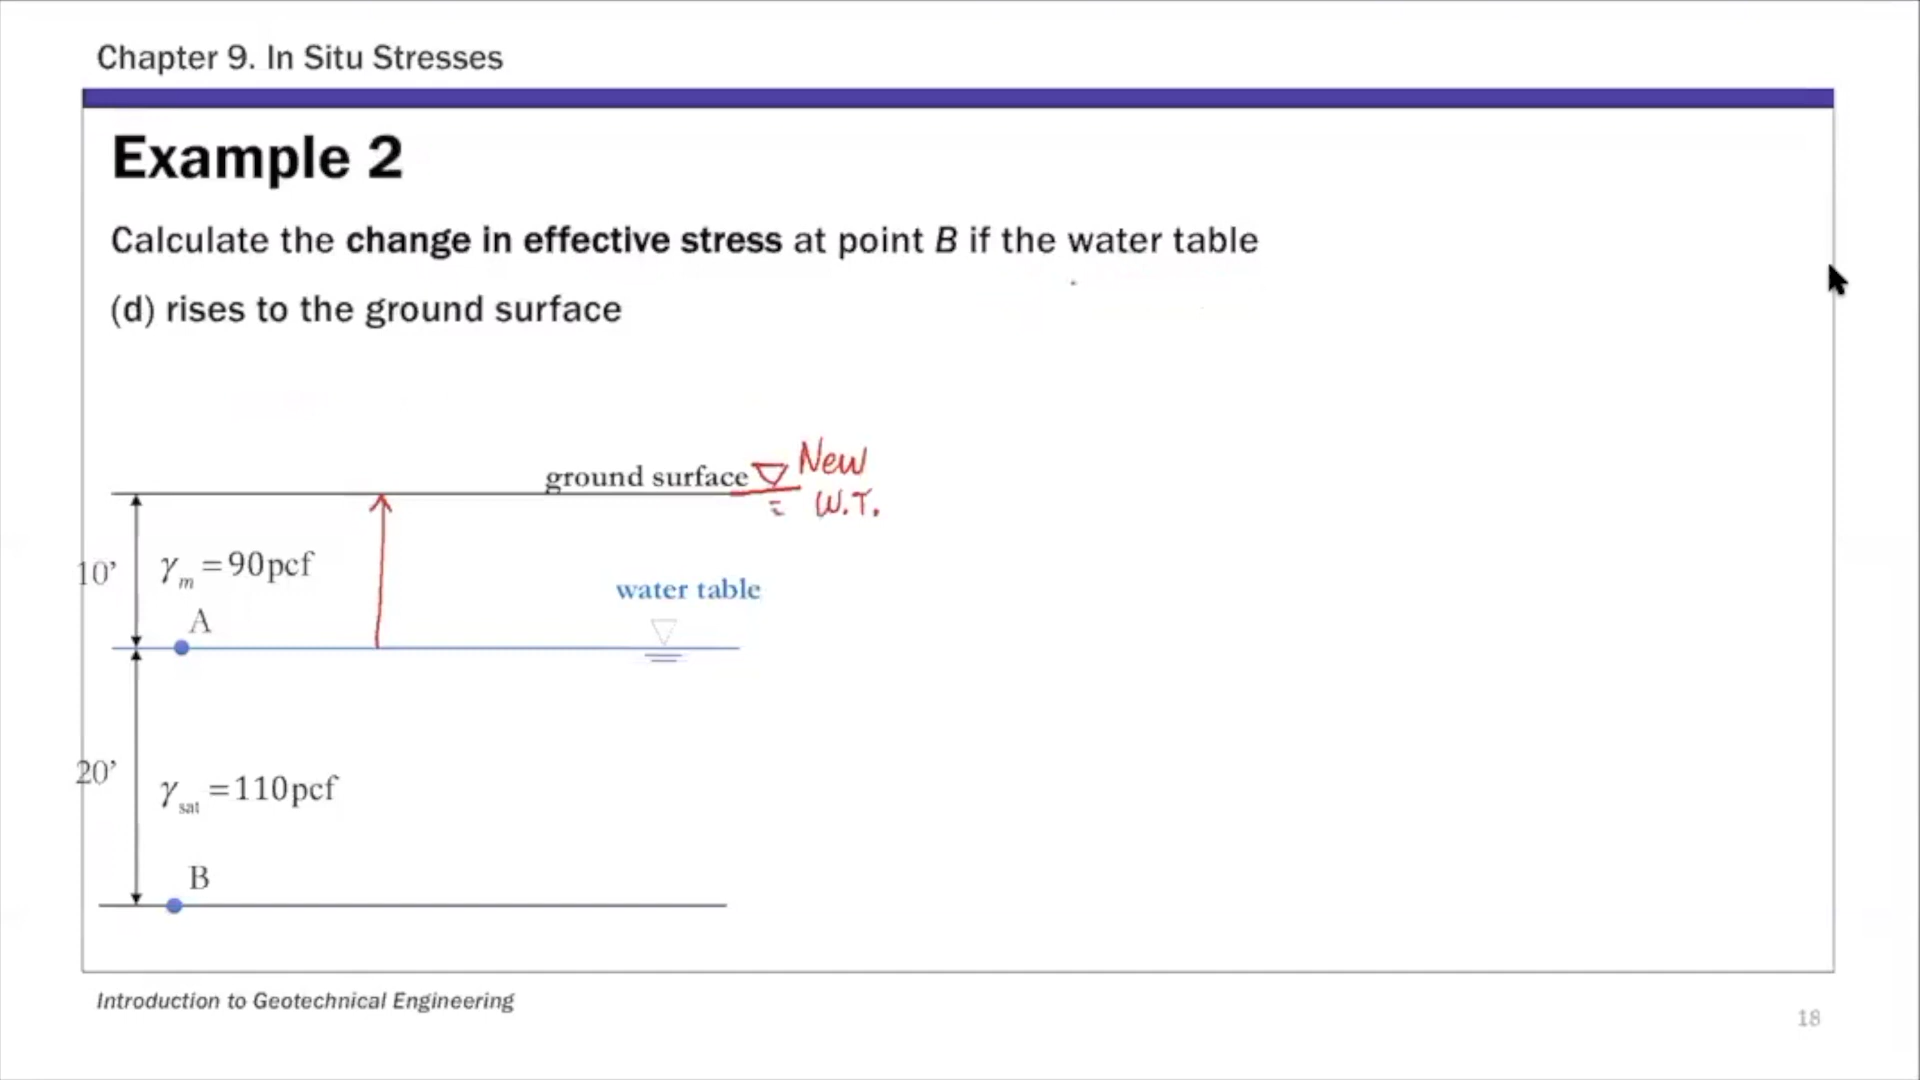 Chapter 9. In Situ Stresses
Example 2
Calculate the change in effective stress at point B if the water table
(d) rises to the ground surface
ground surface New
W.T.
10’ γm =90pcf
water table
A
20’ γsat =110pcf
B
Introduction to Geotechnical Engineering
18